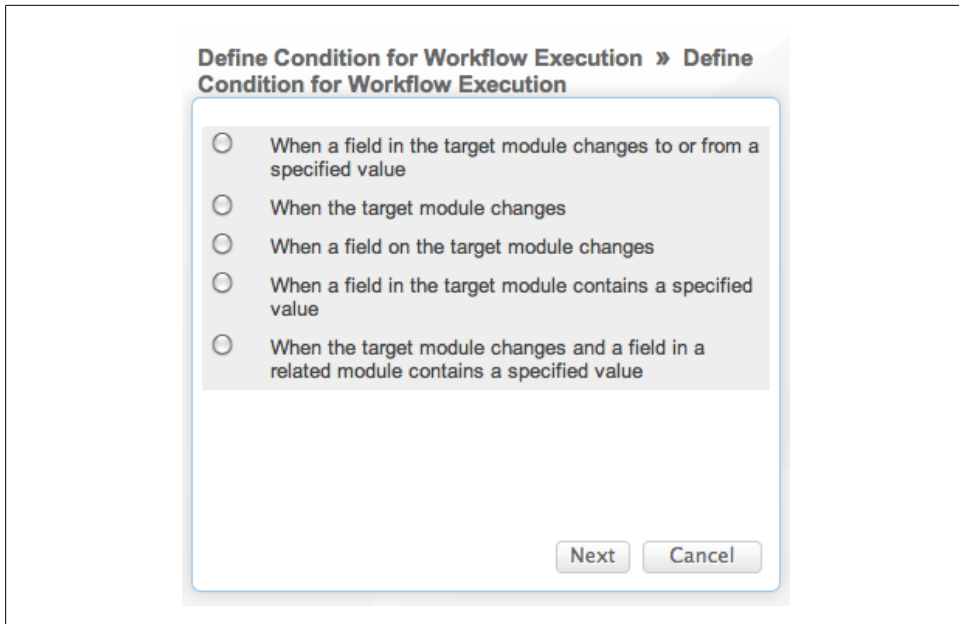 Define Condition for Workflow Execution » Define
Condition for Workflow Execution
When a field in the target module changes to or from a
specified value
When the target module changes
When a field on the target module changes
When a field in the target module contains a specified
value
When the target module changes and a field in a
related module contains a specified value
Next Cancel